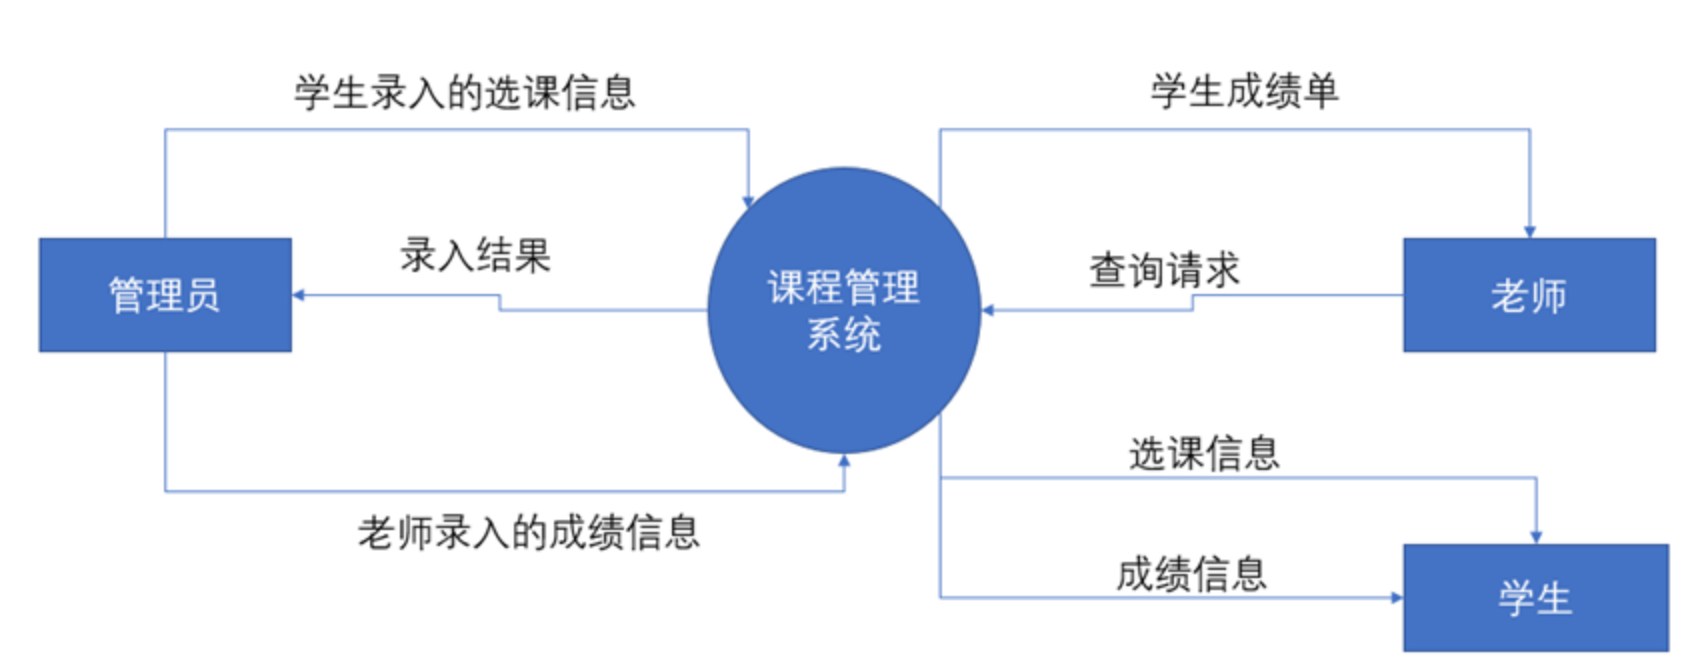 学生录入的选课信息
学生成绩单
录入结果
查询请求
管理员
课程管理
系统
老师
选课信息
老师录入的成绩信息
成绩信息
学生